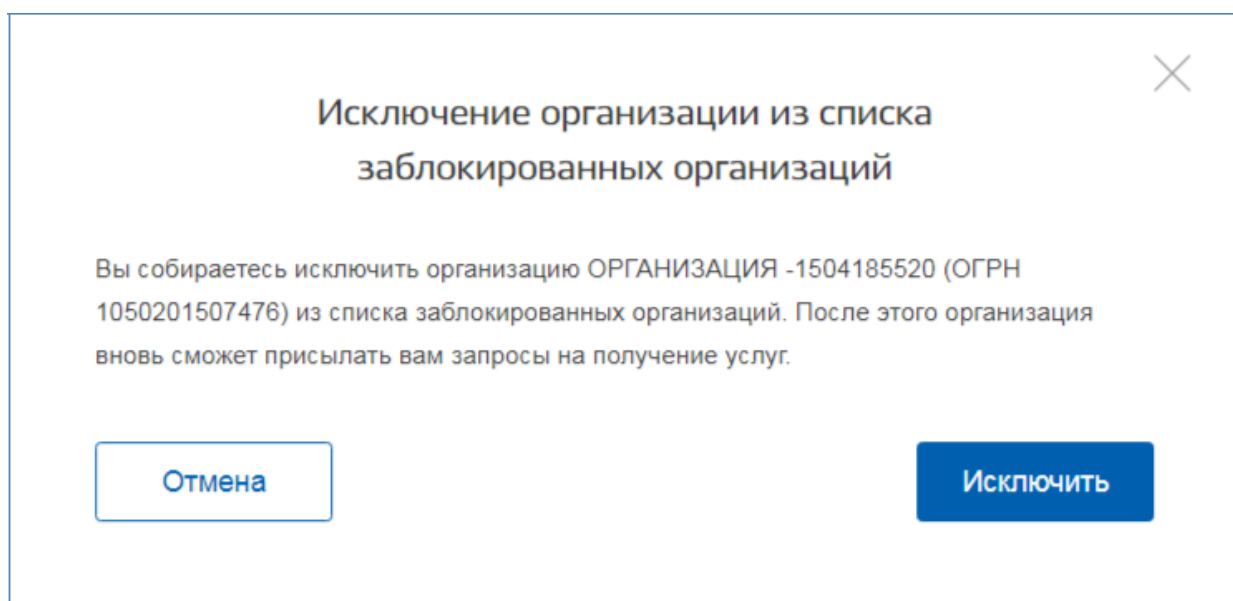 Исключение организации из списка
заблокированных организаций
Вы собираетесь исключить организацию ОРГАНИЗАЦИЯ -1504185520 (ОГРН
1050201507476) из списка заблокированных организаций. После этого организация
вновь сможет присылать вам запросы на получение услуг.
Отмена
Исключить